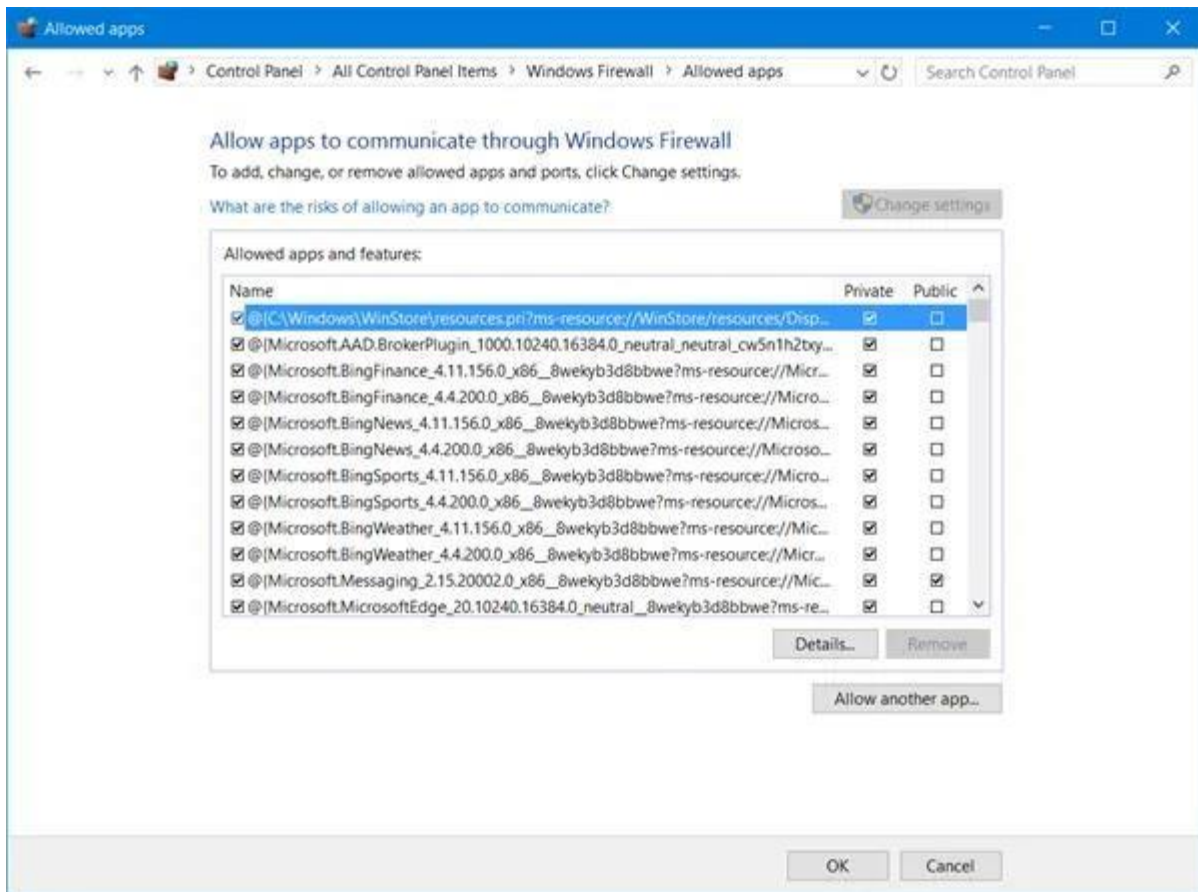 Allowed apps
Control Panel > All Control Panel Items > Windows Firewall > Allowed apps
Search Control Panel
Allow apps to communicate through Windows Firewall
To add, change, or remove allowed apps and ports, click Change settings.
What are the risks of allowing an app to communicate?
Change settings
Allowed apps and features:
Name Private Public
@{C:\Windows\WinStore\resources.pri?ms-resource://WinStore/resources/Disp...
@{Microsoft.AAD.BrokerPlugin_1000.10240.16384.0_neutral_neutral_cw5n1h2txy...
@{Microsoft.BingFinance_4.11.156.0_x86__8wekyb3d8bbwe?ms-resource://Micr...
@{Microsoft.BingFinance_4.4.200.0_x86__8wekyb3d8bbwe?ms-resource://Micro...
@{Microsoft.BingNews_4.11.156.0_x86__8wekyb3d8bbwe?ms-resource://Micros...
@{Microsoft.BingNews_4.4.200.0_x86__8wekyb3d8bbwe?ms-resource://Microso...
@{Microsoft.BingSports_4.11.156.0_x86__8wekyb3d8bbwe?ms-resource://Micro...
@{Microsoft.BingSports_4.4.200.0_x86__8wekyb3d8bbwe?ms-resource://Micros...
@{Microsoft.BingWeather_4.11.156.0_x86__8wekyb3d8bbwe?ms-resource://Mic...
@{Microsoft.BingWeather_4.4.200.0_x86__8wekyb3d8bbwe?ms-resource://Micr...
@{Microsoft.Messaging_2.15.20002.0_x86__8wekyb3d8bbwe?ms-resource://Mic...
@{Microsoft.MicrosoftEdge_20.10240.16384.0_neutral__8wekyb3d8bbwe?ms-re...
Details... Remove
Allow another app...
OK Cancel